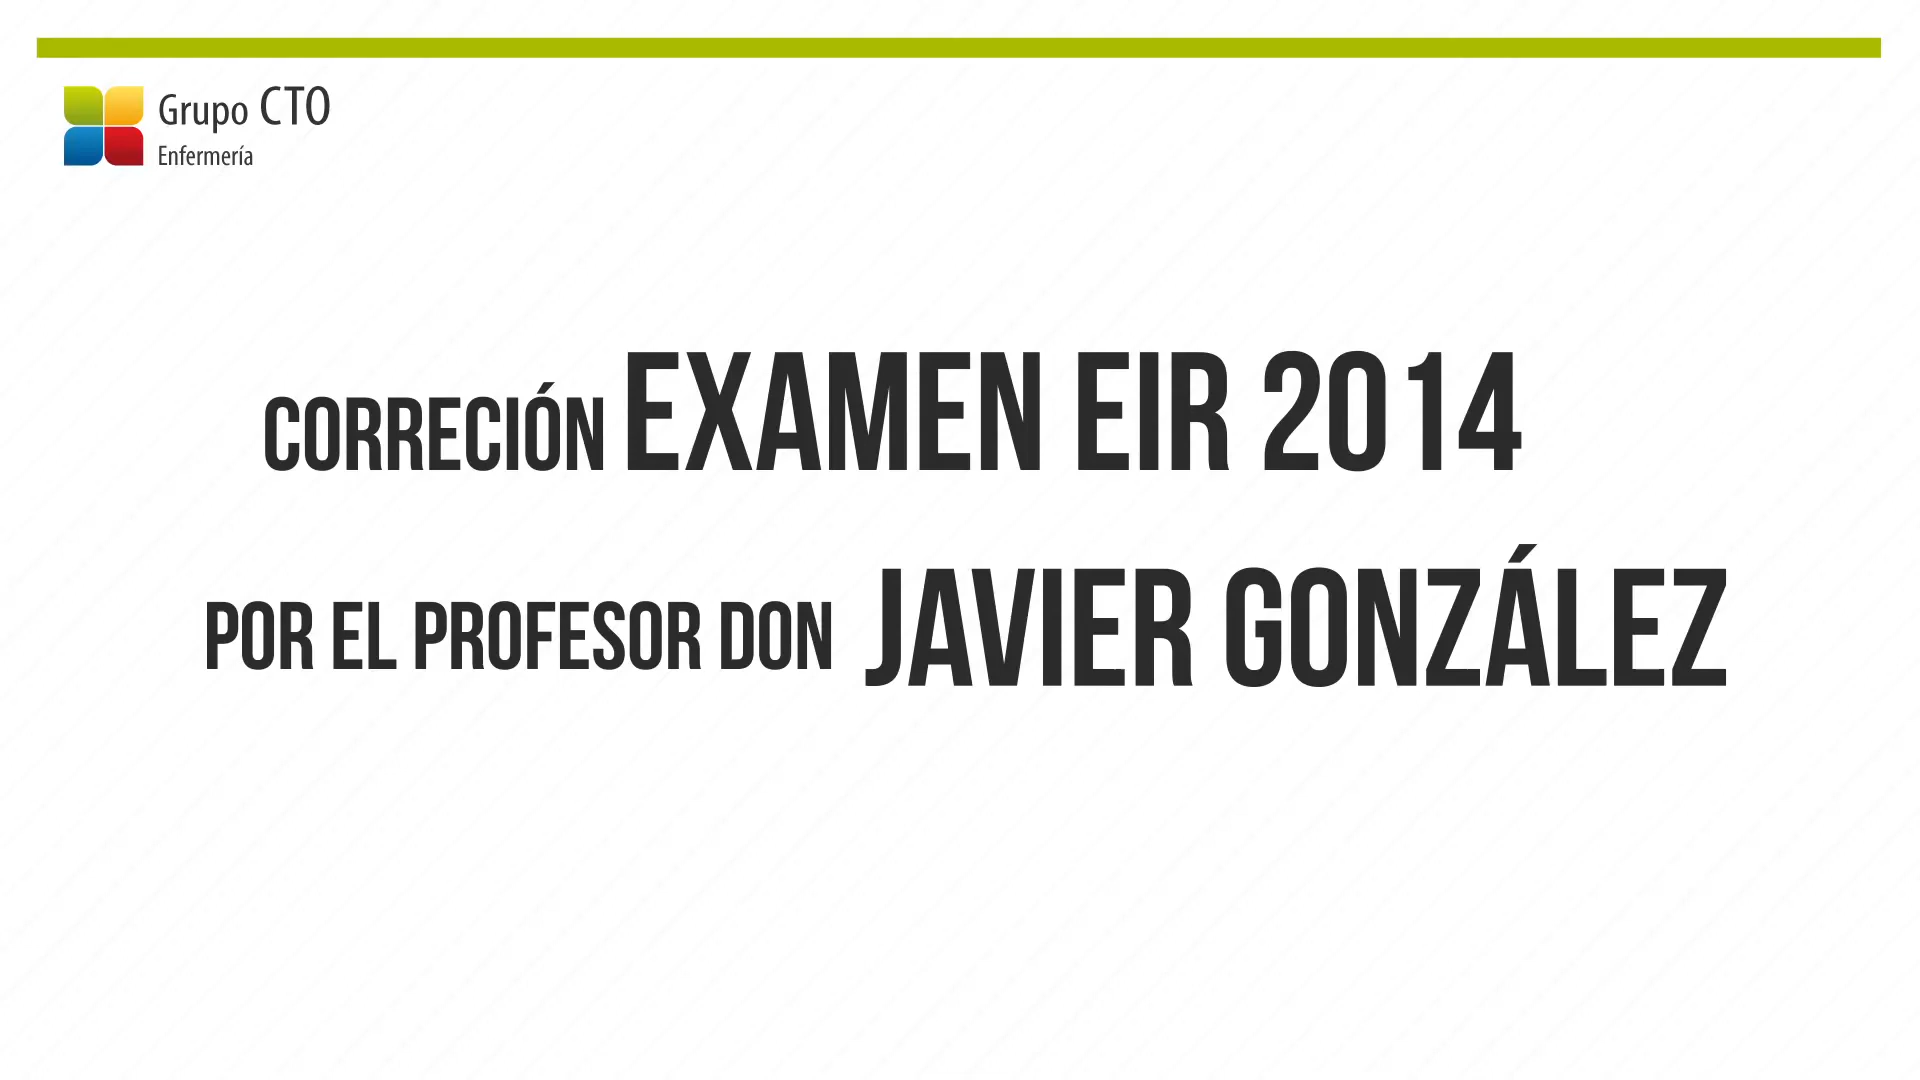 Grupo CTO
Enfermería
CORRECIÓN EXAMEN EIR 2014
POR EL PROFESOR DON JAVIER GONZÁLEZ